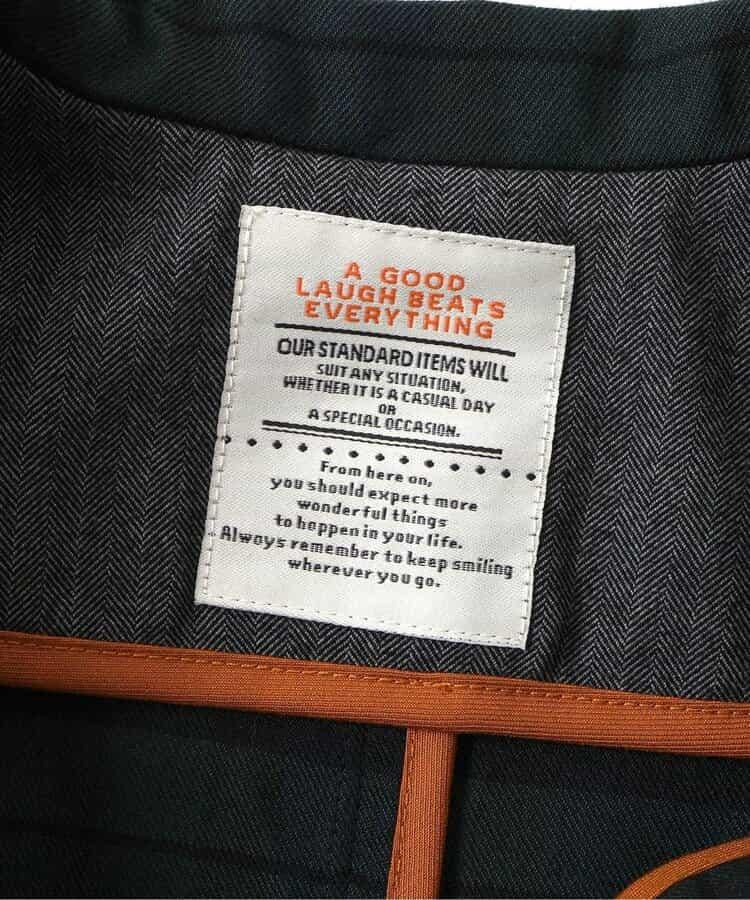 A GOOD
LAUGH BEATS
EVERYTHING
OUR STANDARD ITEMS WILL
SUIT ANY SITUATION,
WHETHER IT IS A CASUAL DAY
OR
A SPECIAL OCCASION.
From here on,
you should expect more
wonderful things
to happen in your life.
Always remember to keep smiling
wherever you go.